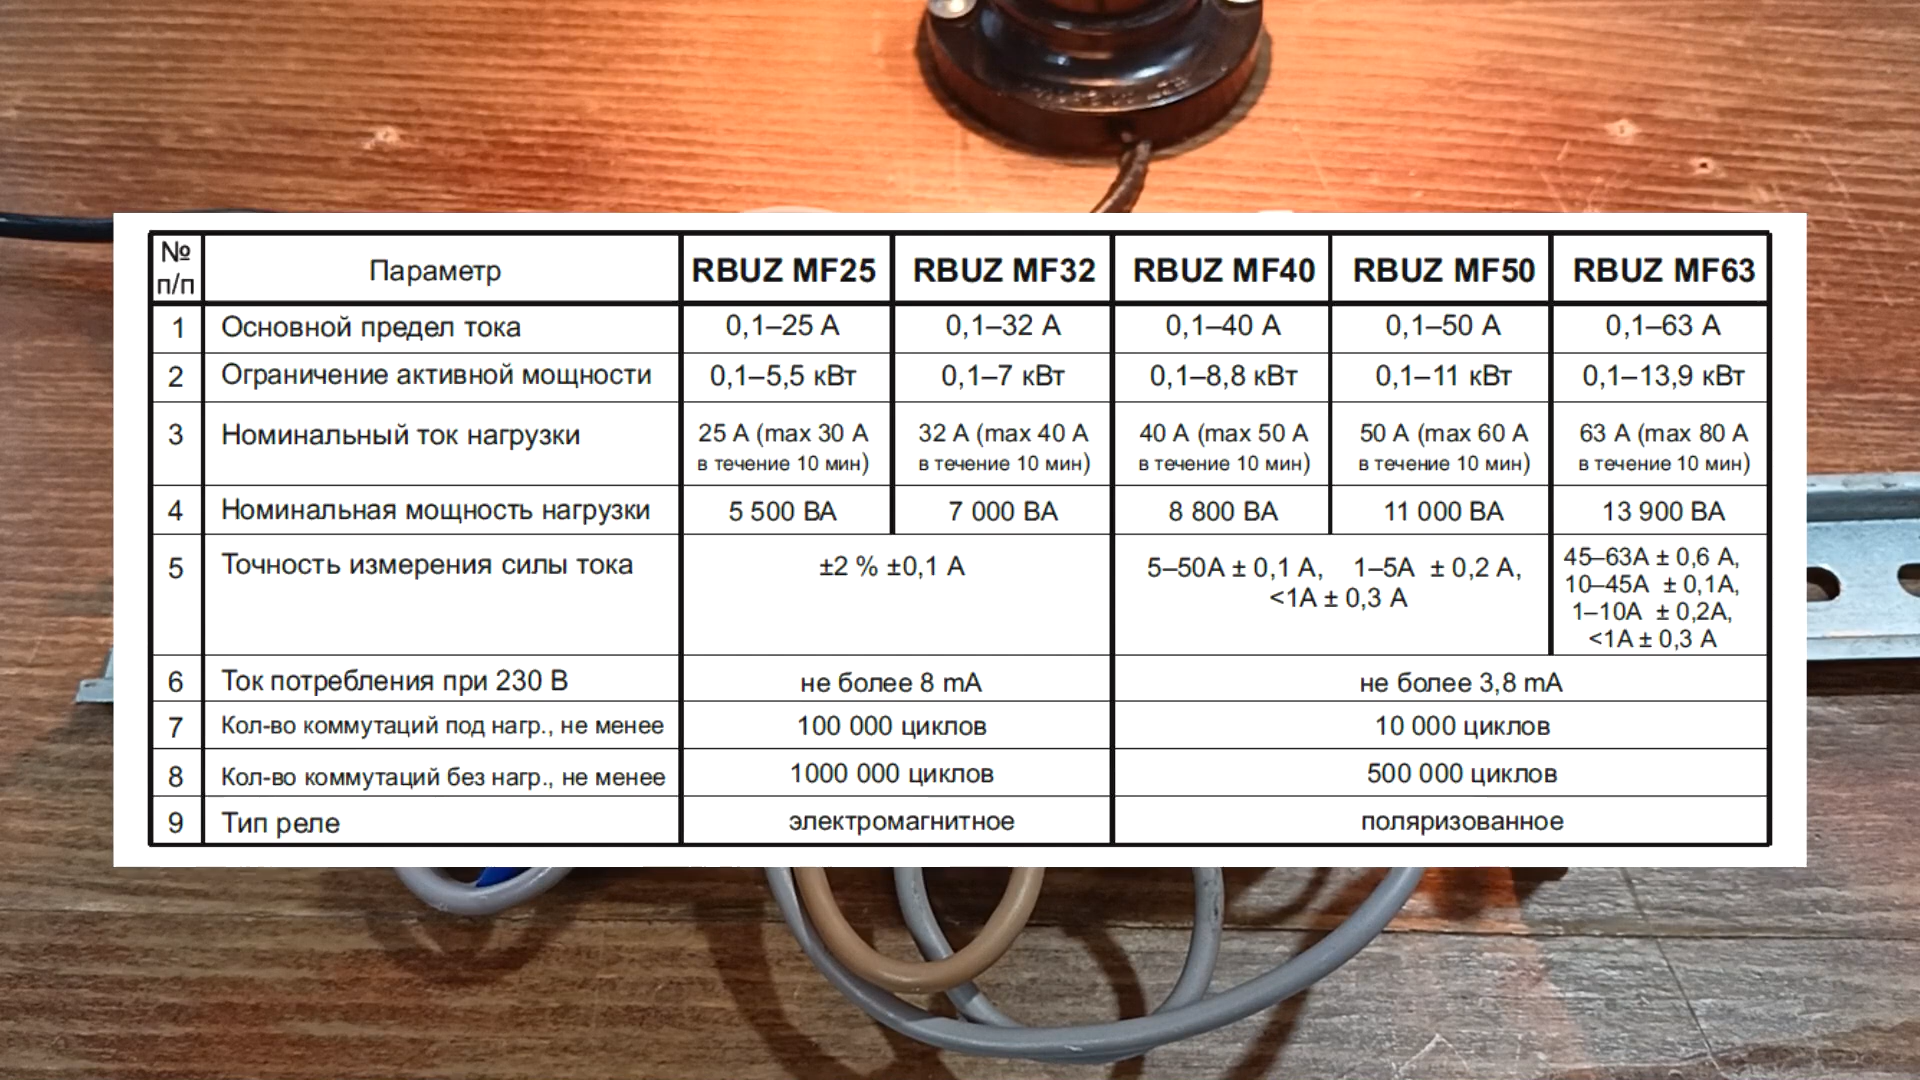 № п/п Параметр RBUZ MF25 RBUZ MF32 RBUZ MF40 RBUZ MF50 RBUZ MF63
1 Основной предел тока 0,1–25 А 0,1–32 А 0,1–40 А 0,1–50 А 0,1–63 А
2 Ограничение активной мощности 0,1–5,5 кВт 0,1–7 кВт 0,1–8,8 кВт 0,1–11 кВт 0,1–13,9 кВт
3 Номинальный ток нагрузки 25 А (max 30 А в течение 10 мин) 32 А (max 40 А в течение 10 мин) 40 А (max 50 А в течение 10 мин) 50 А (max 60 А в течение 10 мин) 63 А (max 80 А в течение 10 мин)
4 Номинальная мощность нагрузки 5 500 ВА 7 000 ВА 8 800 ВА 11 000 ВА 13 900 ВА
5 Точность измерения силы тока ±2 % ±0,1 А 5–50А ± 0,1 А, 1–5А ± 0,2 А, <1А ± 0,3 А 45–63А ± 0,6 А, 10–45А ± 0,1А, 1–10А ± 0,2А, <1А ± 0,3 А
6 Ток потребления при 230 В не более 8 mA не более 3,8 mA
7 Кол-во коммутаций под нагр., не менее 100 000 циклов 10 000 циклов
8 Кол-во коммутаций без нагр., не менее 1000 000 циклов 500 000 циклов
9 Тип реле электромагнитное поляризованное